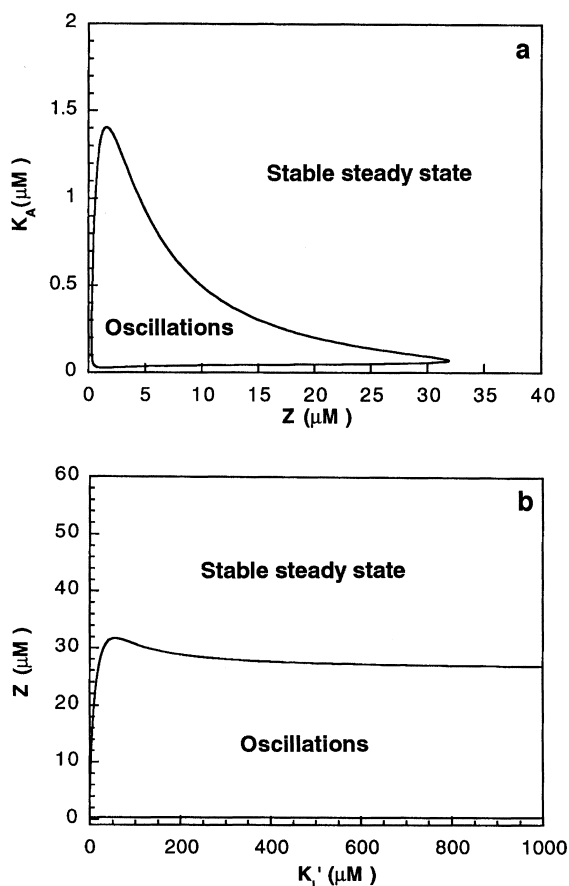 a
2
1.5
1
0.5
0
K_A (µM)
Stable steady state
Oscillations
0 5 10 15 20 25 30 35 40
Z (µM )
b
60
50
40
30
20
10
0
Z (µM )
Stable steady state
Oscillations
0 200 400 600 800 1000
K_i' (µM )